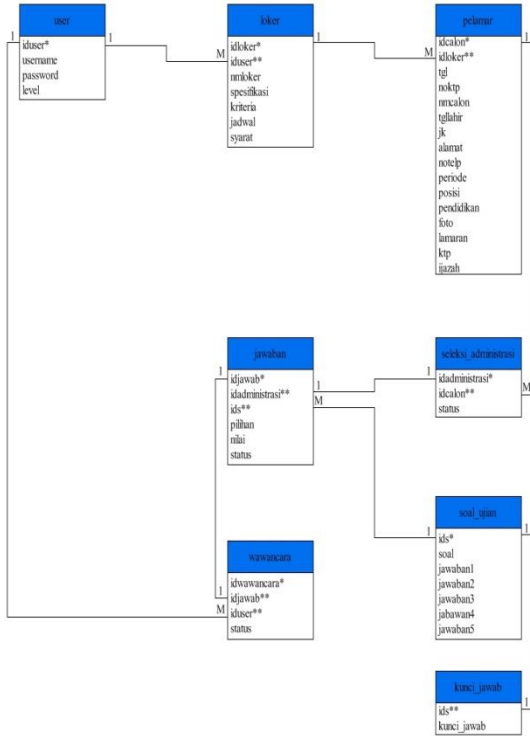 user
iduser*
username
password
level
1
1
M
loker
idloker*
iduser**
nmloker
spesifikasi
kriteria
jadwal
syarat
1
M
pelamar
idcalon*
idloker**
tgl
noktp
nmcalon
tgllahir
jk
alamat
notelp
periode
posisi
pendidikan
foto
lamaran
ktp
ijazah
1
jawaban
idjawab*
idadministrasi**
ids**
pilihan
nilai
status
1
1
M
1
seleksi_administrasi
idadministrasi*
idcalon**
status
M
wawancara
idwawancara*
idjawab**
iduser**
status
1
M
1
soal_ujian
ids*
soal
jawaban1
jawaban2
jawaban3
jabawan4
jawaban5
1
kunci_jawab
ids**
kunci_jawab
1